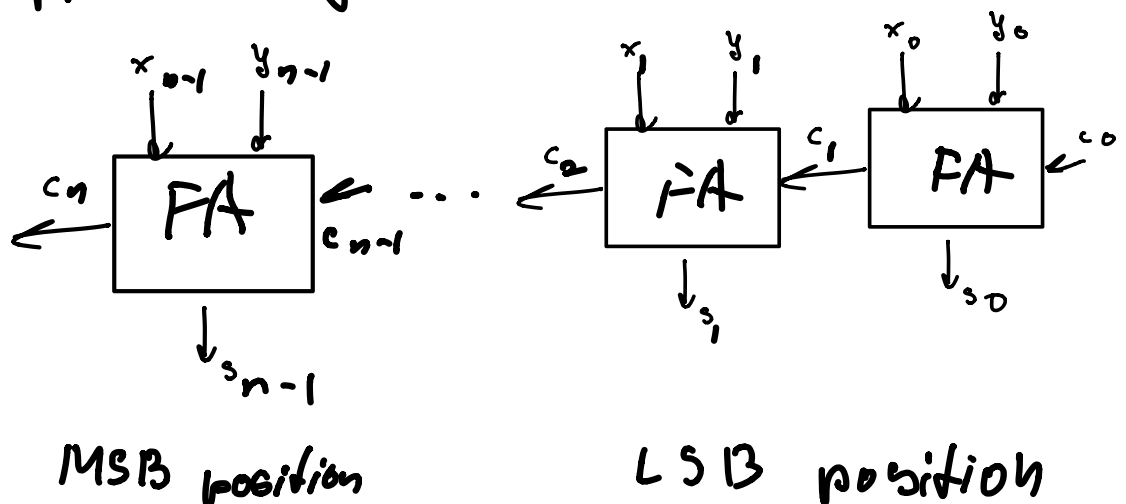 x_{n-1} y_{n-1} x_1 y_1 x_0 y_0
c_n FA c_{n-1} ... c_2 FA c_1 FA c_0
s_{n-1} s_1 s_0
MSB position LSB position